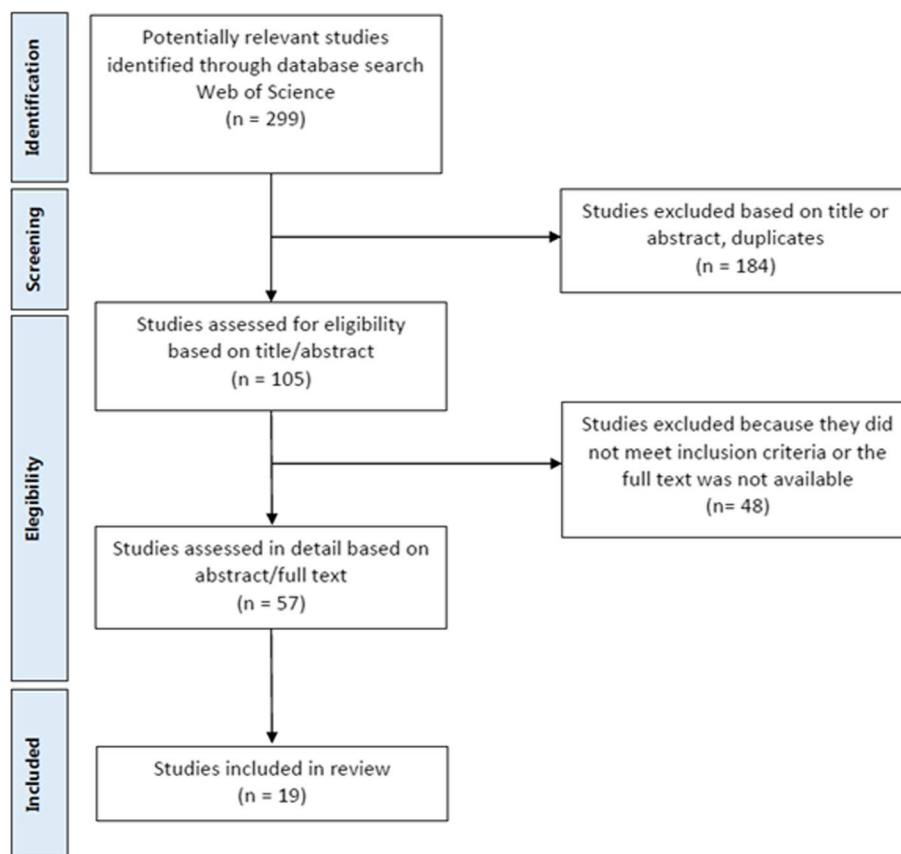 Identification
Potentially relevant studies
identified through database search
Web of Science
(n = 299)
Screening
Studies excluded based on title or
abstract, duplicates
(n = 184)
Elegibility
Studies assessed for eligibility
based on title/abstract
(n = 105)
Studies excluded because they did
not meet inclusion criteria or the
full text was not available
(n= 48)
Studies assessed in detail based on
abstract/full text
(n = 57)
Included
Studies included in review
(n = 19)